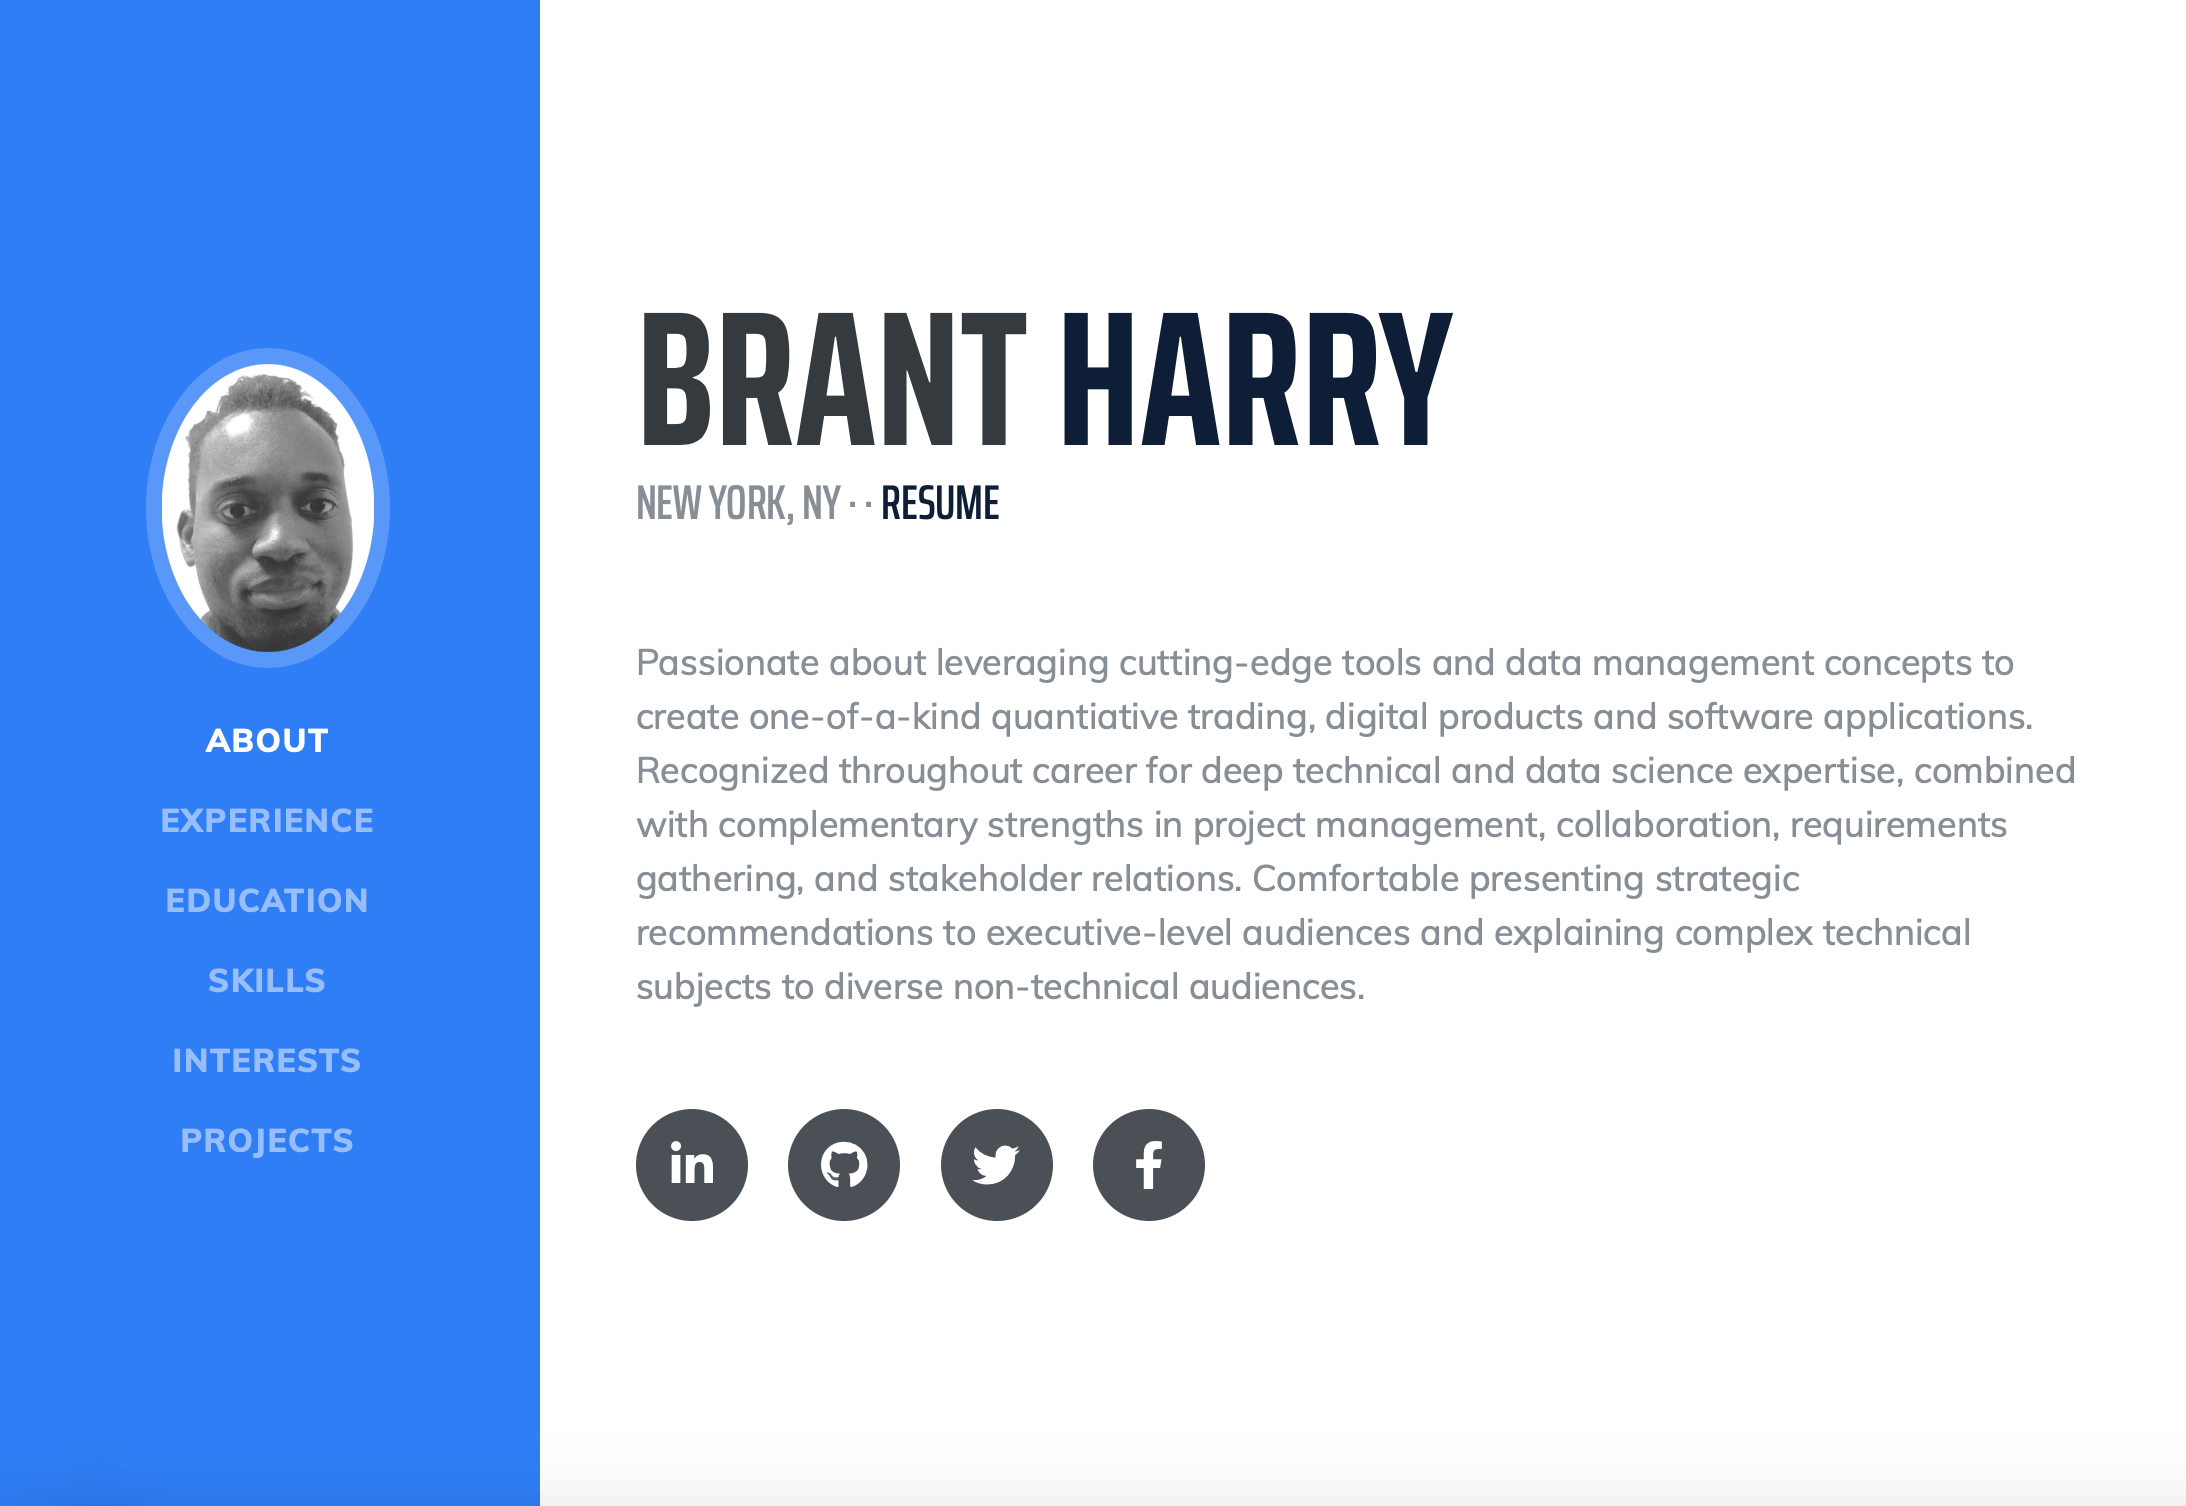 ABOUT
EXPERIENCE
EDUCATION
SKILLS
INTERESTS
PROJECTS
BRANT HARRY
NEW YORK, NY · · RESUME
Passionate about leveraging cutting-edge tools and data management concepts to
create one-of-a-kind quantiative trading, digital products and software applications.
Recognized throughout career for deep technical and data science expertise, combined
with complementary strengths in project management, collaboration, requirements
gathering, and stakeholder relations. Comfortable presenting strategic
recommendations to executive-level audiences and explaining complex technical
subjects to diverse non-technical audiences.
in